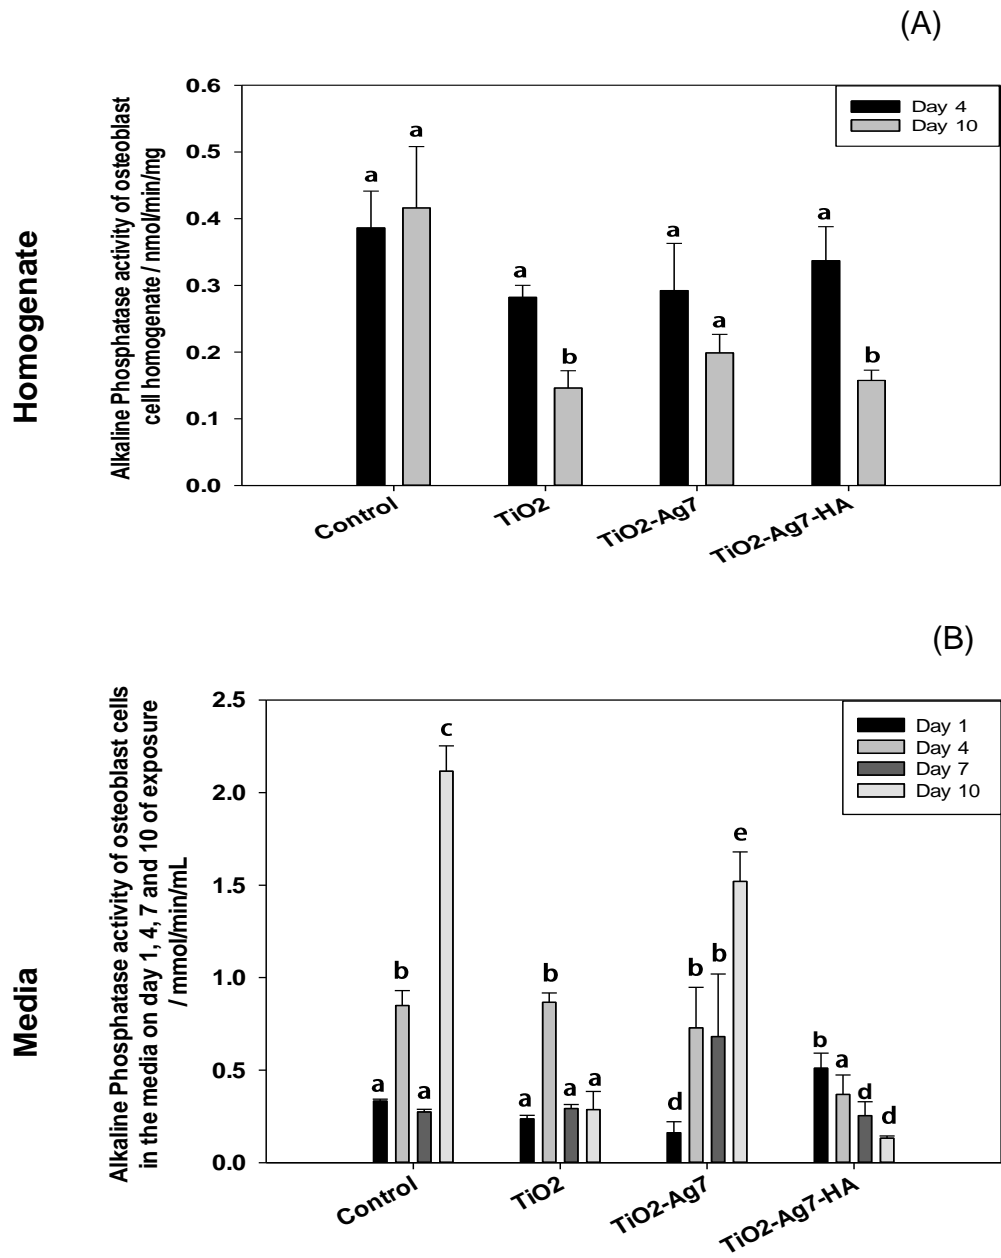 (A)
Homogenate
Alkaline Phosphatase activity of osteoblast
cell homogenate / nmol/min/mg
0.6
0.5
0.4
0.3
0.2
0.1
0.0
Day 4
Day 10
a
a
a
b
a
a
a
b
Control
TiO2
TiO2-Ag7
TiO2-Ag7-HA
(B)
Media
Alkaline Phosphatase activity of osteoblast cells
in the media on day 1, 4, 7 and 10 of exposure
/ mmol/min/mL
2.5
2.0
1.5
1.0
0.5
0.0
Day 1
Day 4
Day 7
Day 10
a
b
a
c
a
b
a
a
d
b
b
e
b
a
d
d
Control
TiO2
TiO2-Ag7
TiO2-Ag7-HA